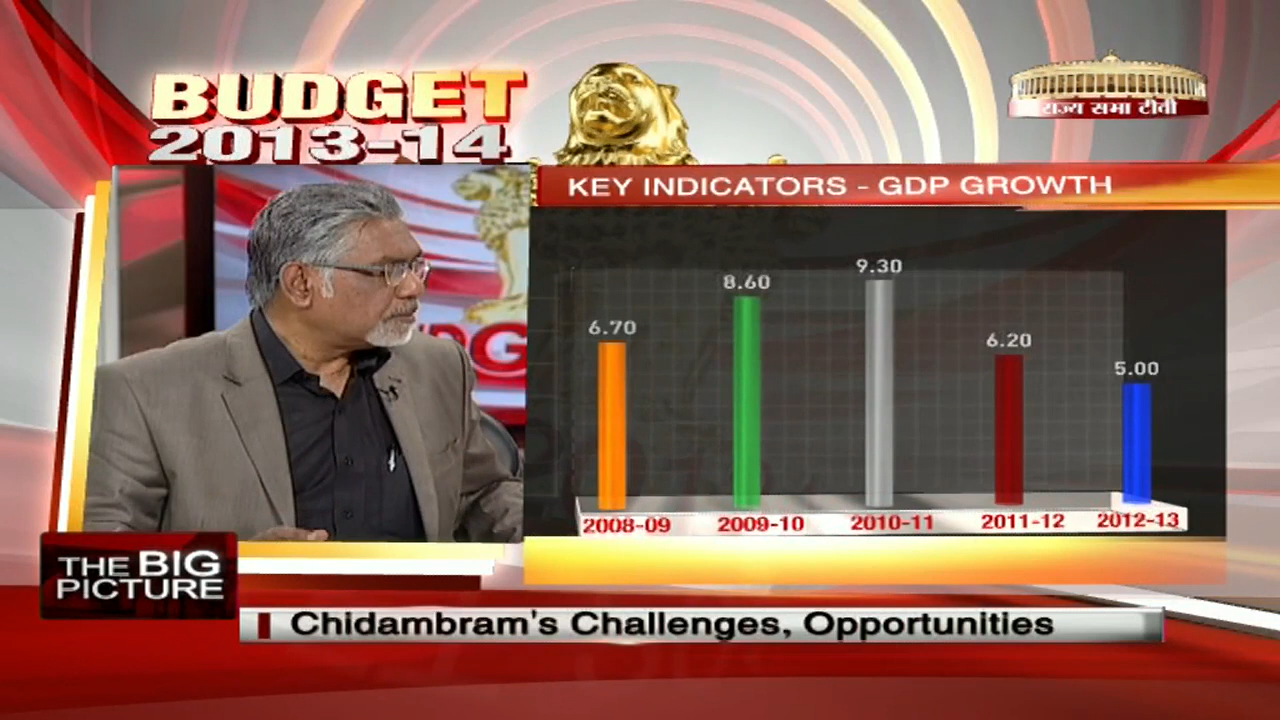 BUDGET
2013-14
राज्य सभा टीवी
KEY INDICATORS - GDP GROWTH
6.70
8.60
9.30
6.20
5.00
2008-09
2009-10
2010-11
2011-12
2012-13
THE BIG
PICTURE
Chidambram's Challenges, Opportunities